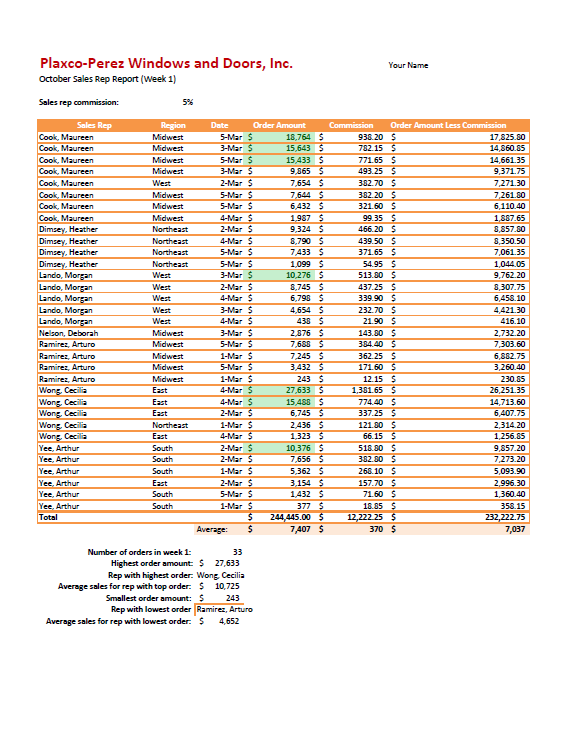 Plaxco-Perez Windows and Doors, Inc. Your Name
October Sales Rep Report (Week 1)
Sales rep commission: 5%
Sales Rep Region Date Order Amount Commission Order Amount Less Commission
Cook, Maureen Midwest 5-Mar $ 18,764 $ 938.20 $ 17,825.80
Cook, Maureen Midwest 3-Mar $ 15,643 $ 782.15 $ 14,860.85
Cook, Maureen Midwest 5-Mar $ 15,433 $ 771.65 $ 14,661.35
Cook, Maureen Midwest 3-Mar $ 9,865 $ 493.25 $ 9,371.75
Cook, Maureen West 2-Mar $ 7,654 $ 382.70 $ 7,271.30
Cook, Maureen Midwest 5-Mar $ 7,644 $ 382.20 $ 7,261.80
Cook, Maureen Midwest 5-Mar $ 6,432 $ 321.60 $ 6,110.40
Cook, Maureen Midwest 4-Mar $ 1,987 $ 99.35 $ 1,887.65
Dimsey, Heather Northeast 2-Mar $ 9,324 $ 466.20 $ 8,857.80
Dimsey, Heather Northeast 4-Mar $ 8,790 $ 439.50 $ 8,350.50
Dimsey, Heather Northeast 5-Mar $ 7,433 $ 371.65 $ 7,061.35
Dimsey, Heather Northeast 5-Mar $ 1,099 $ 54.95 $ 1,044.05
Lando, Morgan West 3-Mar $ 10,276 $ 513.80 $ 9,762.20
Lando, Morgan West 2-Mar $ 8,745 $ 437.25 $ 8,307.75
Lando, Morgan West 4-Mar $ 6,798 $ 339.90 $ 6,458.10
Lando, Morgan West 3-Mar $ 4,654 $ 232.70 $ 4,421.30
Lando, Morgan West 4-Mar $ 438 $ 21.90 $ 416.10
Nelson, Deborah Midwest 3-Mar $ 2,876 $ 143.80 $ 2,732.20
Ramirez, Arturo Midwest 5-Mar $ 7,688 $ 384.40 $ 7,303.60
Ramirez, Arturo Midwest 1-Mar $ 7,245 $ 362.25 $ 6,882.75
Ramirez, Arturo Midwest 5-Mar $ 3,432 $ 171.60 $ 3,260.40
Ramirez, Arturo Midwest 1-Mar $ 243 $ 12.15 $ 230.85
Wong, Cecilia East 4-Mar $ 27,633 $ 1,381.65 $ 26,251.35
Wong, Cecilia East 4-Mar $ 15,488 $ 774.40 $ 14,713.60
Wong, Cecilia East 2-Mar $ 6,745 $ 337.25 $ 6,407.75
Wong, Cecilia Northeast 1-Mar $ 2,436 $ 121.80 $ 2,314.20
Wong, Cecilia East 4-Mar $ 1,323 $ 66.15 $ 1,256.85
Yee, Arthur South 2-Mar $ 10,376 $ 518.80 $ 9,857.20
Yee, Arthur South 2-Mar $ 7,656 $ 382.80 $ 7,273.20
Yee, Arthur South 1-Mar $ 5,362 $ 268.10 $ 5,093.90
Yee, Arthur East 2-Mar $ 3,154 $ 157.70 $ 2,996.30
Yee, Arthur South 5-Mar $ 1,432 $ 71.60 $ 1,360.40
Yee, Arthur South 1-Mar $ 377 $ 18.85 $ 358.15
Total $ 244,445.00 $ 12,222.25 $ 232,222.75
Average: $ 7,407 $ 370 $ 7,037
Number of orders in week 1: 33
Highest order amount: $ 27,633
Rep with highest order: Wong, Cecilia
Average sales for rep with top order: $ 10,725
Smallest order amount: $ 243
Rep with lowest order Ramirez, Arturo
Average sales for rep with lowest order: $ 4,652